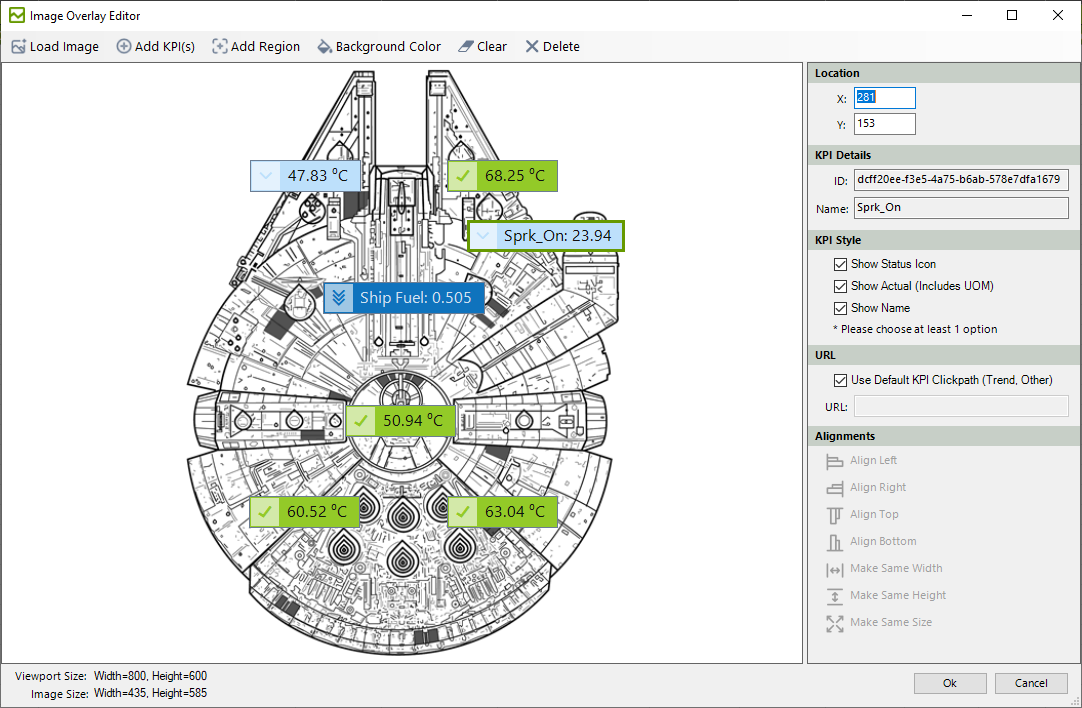 Image Overlay Editor
Load Image Add KPI(s) Add Region Background Color Clear Delete
47.83 ⁰C
68.25 ⁰C
Sprk_On: 23.94
Ship Fuel: 0.505
50.94 ⁰C
60.52 ⁰C
63.04 ⁰C
Location
X: 281
Y: 153
KPI Details
ID: dcff20ee-f3e5-4a75-b6ab-578e7dfa1679
Name: Sprk_On
KPI Style
Show Status Icon
Show Actual (Includes UOM)
Show Name
* Please choose at least 1 option
URL
Use Default KPI Clickpath (Trend, Other)
URL:
Alignments
Align Left
Align Right
Align Top
Align Bottom
Make Same Width
Make Same Height
Make Same Size
Viewport Size: Width=800, Height=600
Image Size: Width=435, Height=585
Ok Cancel